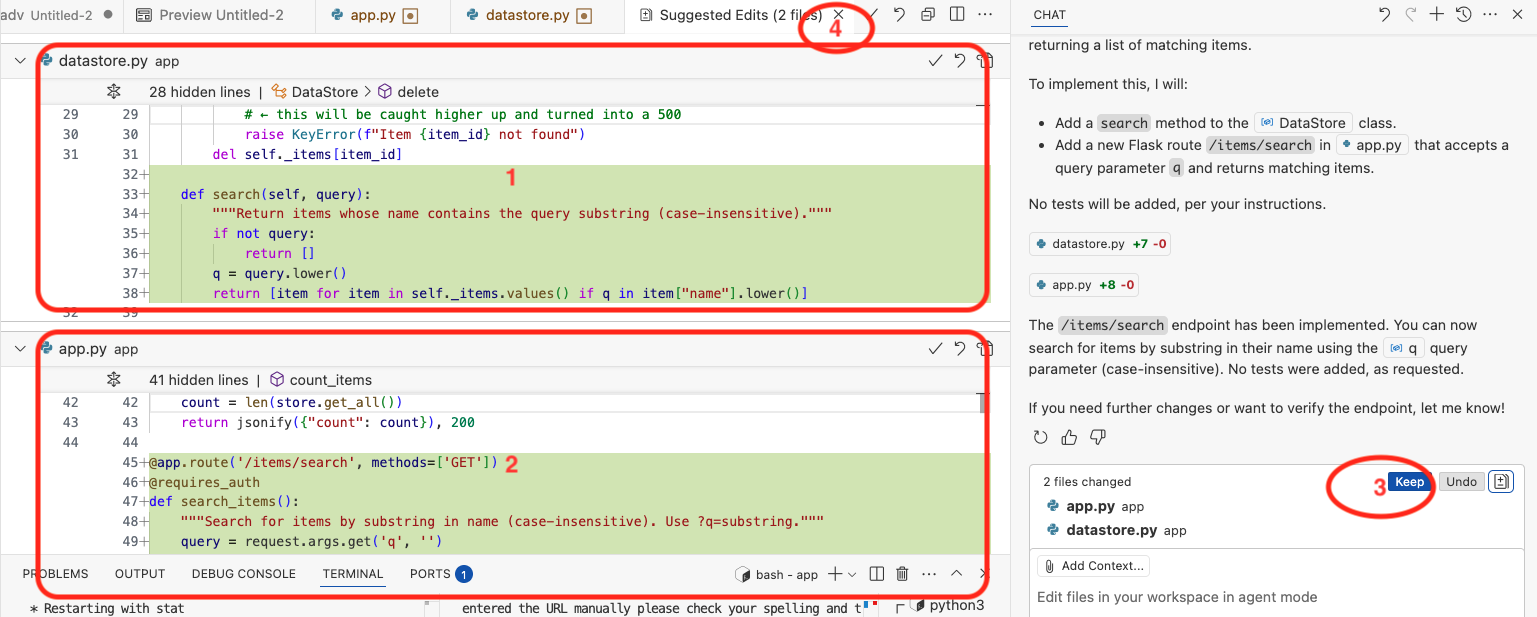 adv Untitled-2
Preview Untitled-2
app.py
datastore.py
Suggested Edits (2 files)
4
datastore.py app
28 hidden lines | DataStore > delete
29 29 # ← this will be caught higher up and turned into a 500
30 30 raise KeyError(f"Item {item_id} not found")
31 31 del self._items[item_id]
32+
1
33+ def search(self, query):
34+ """Return items whose name contains the query substring (case-insensitive)."""
35+ if not query:
36+ return []
37+ q = query.lower()
38+ return [item for item in self._items.values() if q in item["name"].lower()]
32 39
app.py app
41 hidden lines | count_items
42 42 count = len(store.get_all())
43 43 return jsonify({"count": count}), 200
44 44
45+ @app.route('/items/search', methods=['GET'])
2
46+ @requires_auth
47+ def search_items():
48+ """Search for items by substring in name (case-insensitive). Use ?q=substring."""
49+ query = request.args.get('q', '')
PROBLEMS OUTPUT DEBUG CONSOLE TERMINAL PORTS 1
bash - app
* Restarting with stat
entered the URL manually please check your spelling and t
python3
CHAT
returning a list of matching items.
To implement this, I will:
• Add a search method to the DataStore class.
• Add a new Flask route /items/search in app.py that accepts a
query parameter q and returns matching items.
No tests will be added, per your instructions.
datastore.py +7 -0
app.py +8 -0
The /items/search endpoint has been implemented. You can now
search for items by substring in their name using the q query
parameter (case-insensitive). No tests were added, as requested.
If you need further changes or want to verify the endpoint, let me know!
2 files changed
3
Keep
Undo
app.py app
datastore.py app
Add Context...
Edit files in your workspace in agent mode